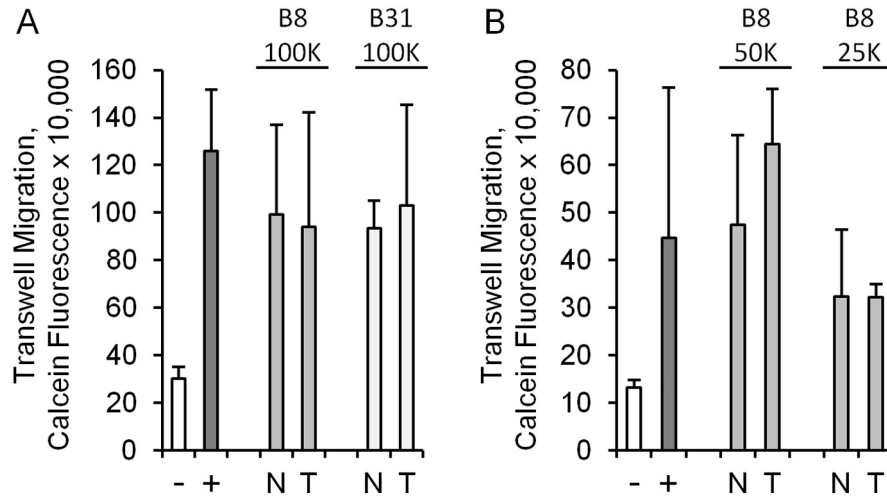 A
B8
B31
100K
100K
Transwell Migration,
Calcein Fluorescence x 10,000
160
140
120
100
80
60
40
20
0
-
+
N
T
N
T
B
B8
B8
50K
25K
Transwell Migration,
Calcein Fluorescence x 10,000
80
70
60
50
40
30
20
10
0
-
+
N
T
N
T